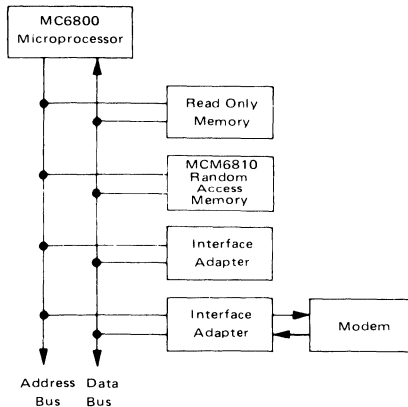 MC6800
Microprocessor
Read Only
Memory
MCM6810
Random
Access
Memory
Interface
Adapter
Interface
Adapter
Modem
Address Data
Bus Bus